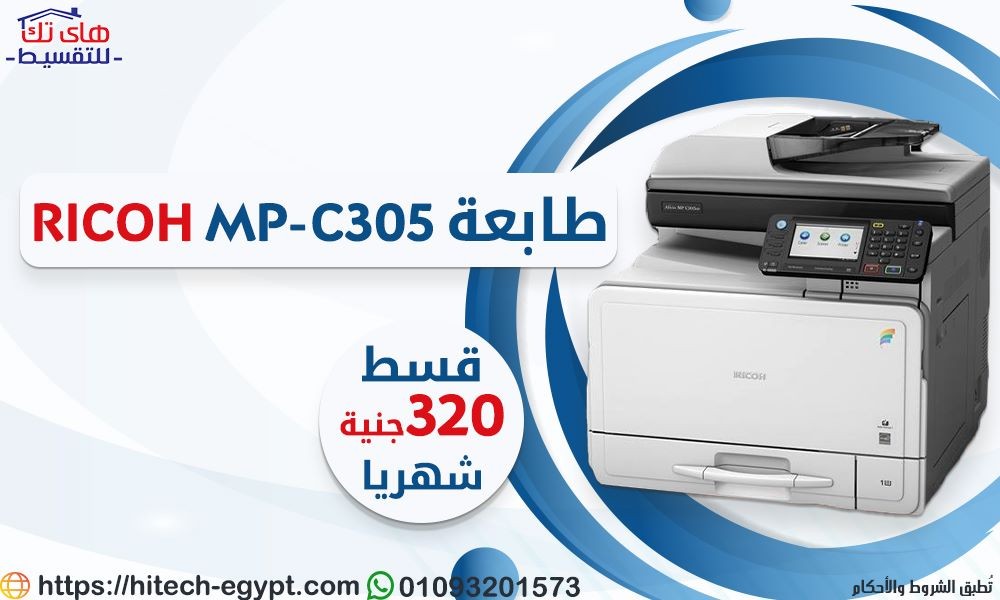 هاى تك
-للتقسيط-
طابعة RICOH MP-C305
قسط
320جنية
شهريا
RICOH
https://hitech-egypt.com 01093201573
تُطبق الشروط والأحكام